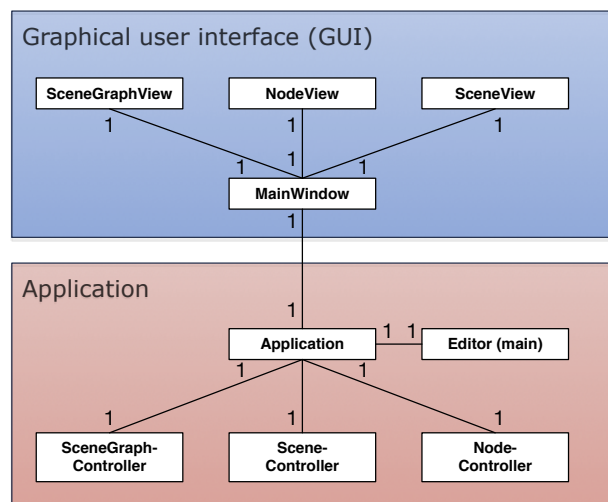 Graphical user interface (GUI)
SceneGraphView
NodeView
SceneView
1
1
1
1
1
1
MainWindow
1
Application
1
Application
1
1
Editor (main)
1
1
1
1
1
1
SceneGraph-
Controller
Scene-
Controller
Node-
Controller